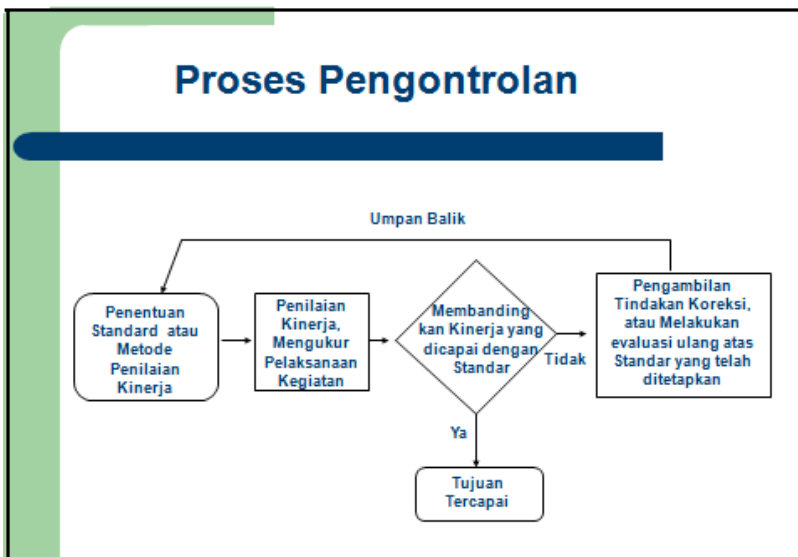 Proses Pengontrolan
Umpan Balik
Penentuan
Standard atau
Metode
Penilaian
Kinerja
Penilaian
Kinerja,
Mengukur
Pelaksanaan
Kegiatan
Membanding
kan Kinerja yang
dicapai dengan
Standar
Tidak
Pengambilan
Tindakan Koreksi,
atau Melakukan
evaluasi ulang atas
Standar yang telah
ditetapkan
Ya
Tujuan
Tercapai